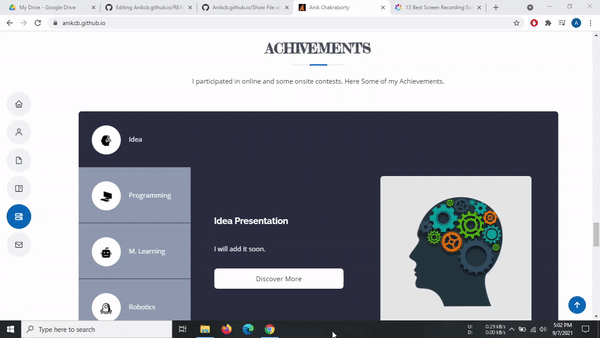 My Drive - Google Drive
Editing Anikcb.github.io/REA
Anikcb.github.io/Show File at
Anik Chakraborty
13 Best Screen Recording So
anikcb.github.io
ACHIVEMENTS
I participated in online and some onsite contests. Here Some of my Achievements.
Idea
Programming
M. Learning
Robotics
Idea Presentation
I will add it soon.
Discover More
Type here to search
U: 0.29 kB/s
D: 0.00 kB/s
5:02 PM
9/7/2021